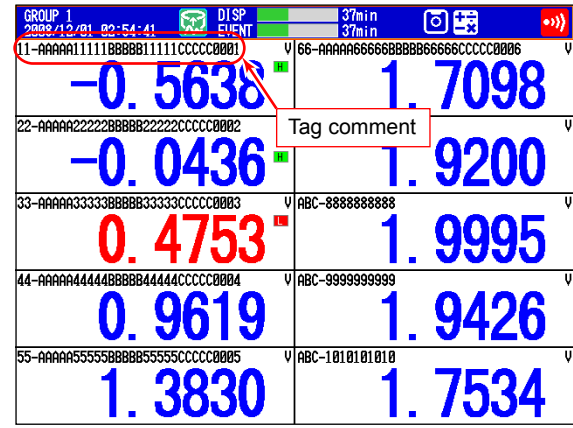 GROUP 1
2008/12/01 02:54:41
DISP 37min
EVENT 37min
11-AAAAA11111BBBBB11111CCCCC0001 V
-0.5638 H
66-AAAAA66666BBBBB66666CCCCC0006 V
1.7098
Tag comment
22-AAAAA22222BBBBB22222CCCCC0002
-0.0436 H
V
1.9200
33-AAAAA33333BBBBB33333CCCCC0003 V
0.4753 L
ABC-8888888888 V
1.9995
44-AAAAA44444BBBBB44444CCCCC0004 V
0.9619
ABC-9999999999 V
1.9426
55-AAAAA55555BBBBB55555CCCCC0005 V
1.3830
ABC-1010101010 V
1.7534